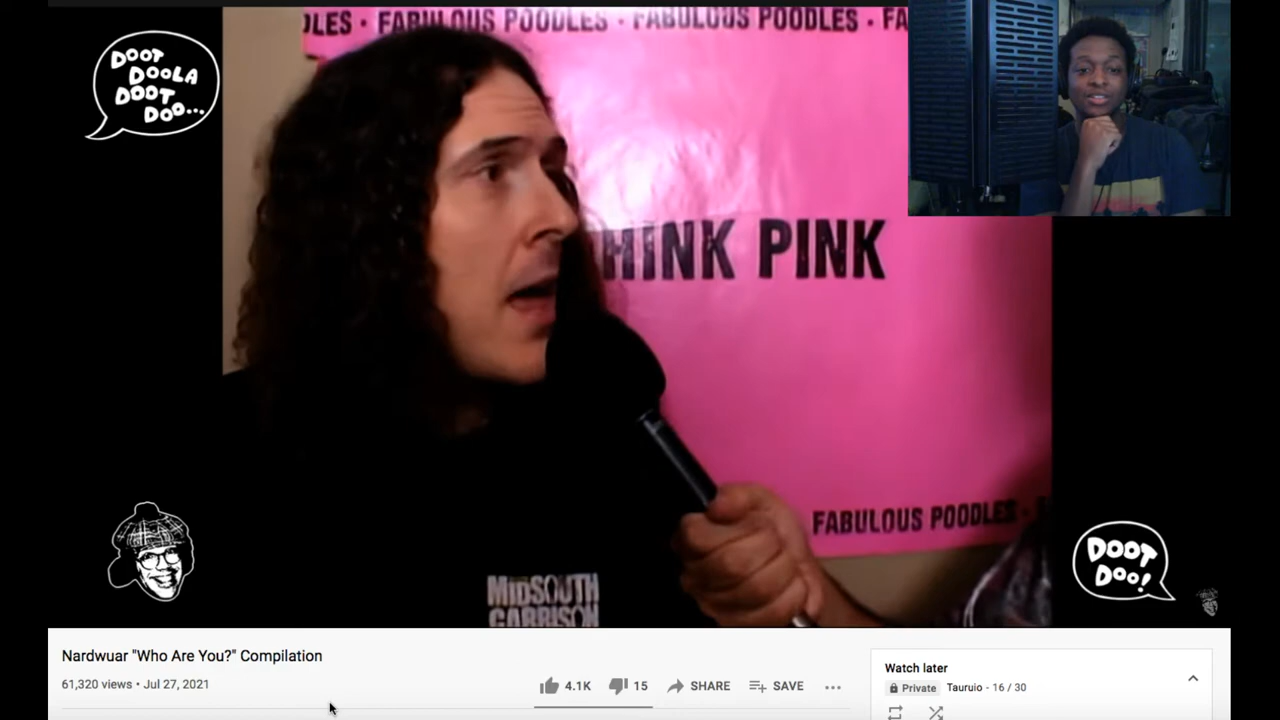 DLES · FABULOUS POODLES · FABULOUS POODLES · FA
DOOT
DOOLA
DOOT
DOO...
THINK PINK
FABULOUS POODLES ·
MIDSOUTH
GARRISON
DOOT
DOO!
Nardwuar "Who Are You?" Compilation
61,320 views • Jul 27, 2021
4.1K
15
SHARE
SAVE
Watch later
Private
Tauruio - 16 / 30